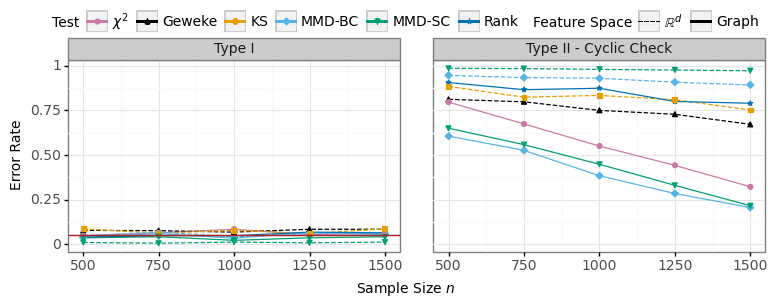 Test χ² Geweke KS MMD-BC MMD-SC Rank Feature Space ℝᵈ Graph
Type I
Type II - Cyclic Check
Error Rate
1
0.75
0.50
0.25
0
500 750 1000 1250 1500
500 750 1000 1250 1500
Sample Size n